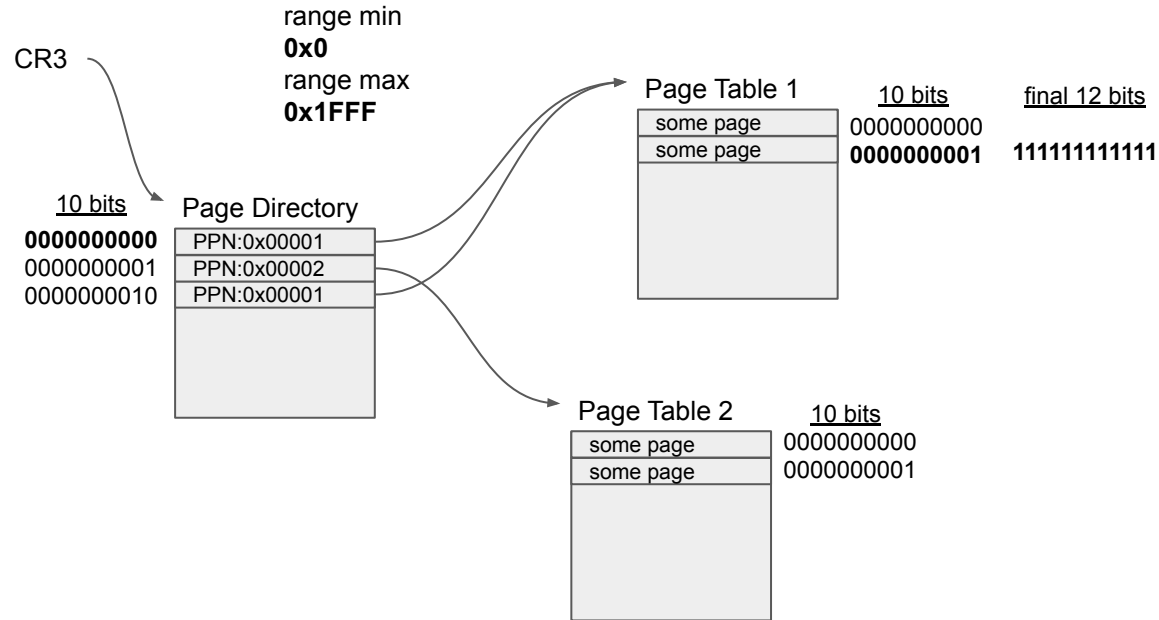 range min
0x0
range max
0x1FFF
CR3
Page Table 1
10 bits
final 12 bits
some page
0000000000
some page
0000000001
111111111111
10 bits
Page Directory
0000000000
PPN:0x00001
0000000001
PPN:0x00002
0000000010
PPN:0x00001
Page Table 2
10 bits
some page
0000000000
some page
0000000001